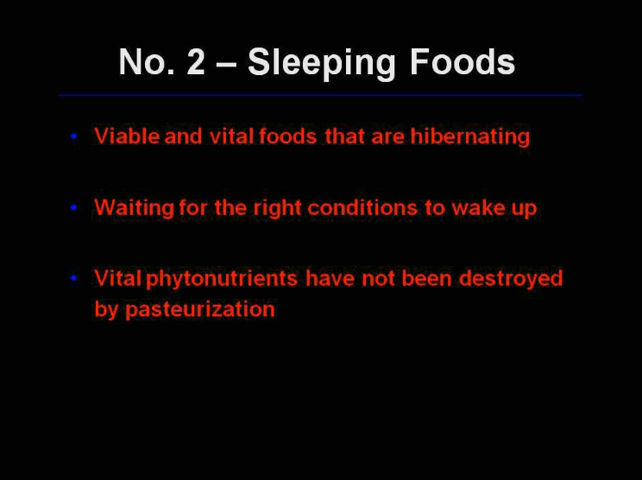 No. 2 – Sleeping Foods
• Viable and vital foods that are hibernating
• Waiting for the right conditions to wake up
• Vital phytonutrients have not been destroyed
by pasteurization